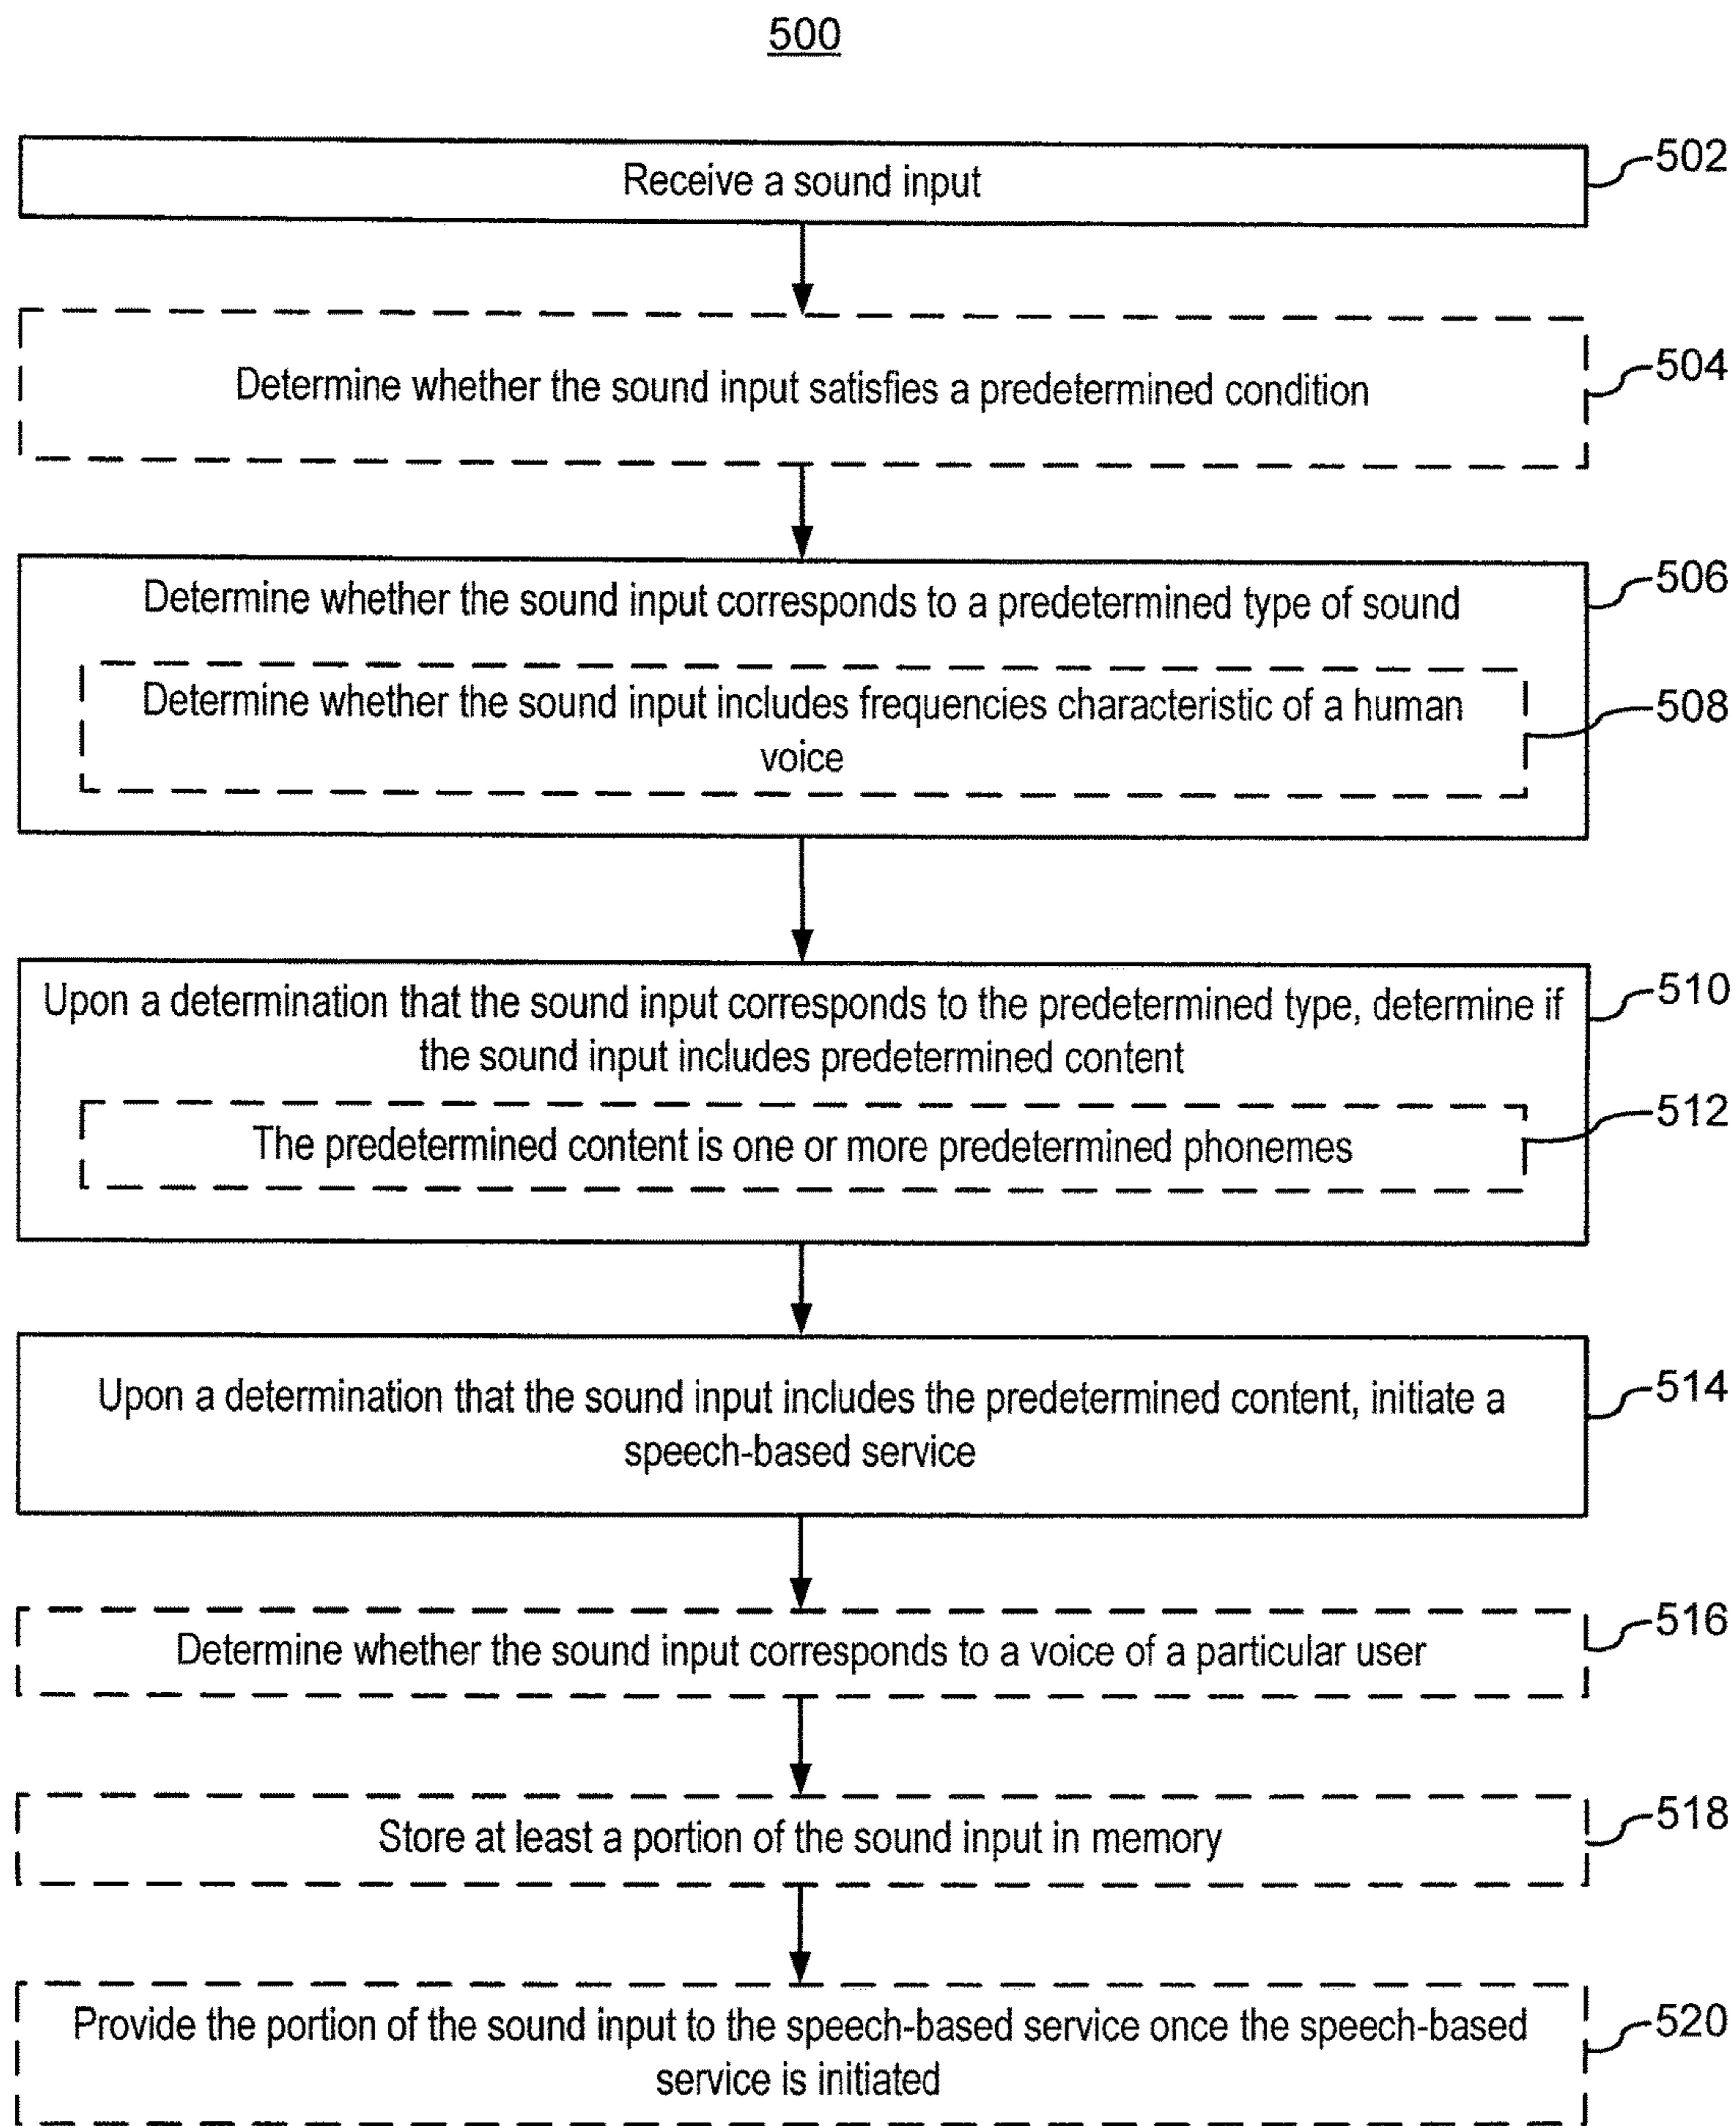 500
Receive a sound input
502
Determine whether the sound input satisfies a predetermined condition
504
Determine whether the sound input corresponds to a predetermined type of sound
506
Determine whether the sound input includes frequencies characteristic of a human
voice
508
Upon a determination that the sound input corresponds to the predetermined type, determine if
the sound input includes predetermined content
510
The predetermined content is one or more predetermined phonemes
512
Upon a determination that the sound input includes the predetermined content, initiate a
speech-based service
514
Determine whether the sound input corresponds to a voice of a particular user
516
Store at least a portion of the sound input in memory
518
Provide the portion of the sound input to the speech-based service once the speech-based
service is initiated
520